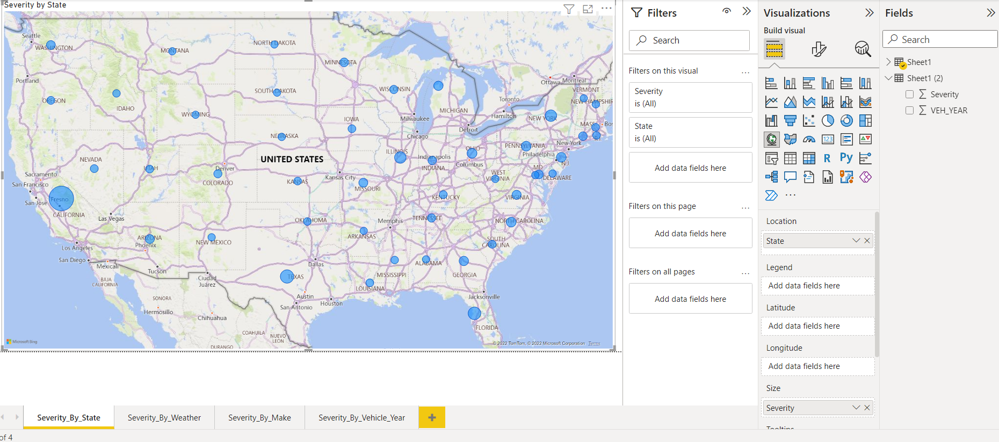 Severity by State
Seattle
WASHINGTON
MONTANA
NORTH DAKOTA
MINNESOTA
Portland
OREGON
IDAHO
WYOMING
SOUTH DAKOTA
WISCONSIN
MICHIGAN
Ottawa
Montreal
VERMONT
NEW HAMPSHIR
Toronto
Hamilton
NEW YORK
MASS
Bos
RI
IOWA
Milwaukee
Detroit
Chicago
NEBRASKA
UNITED STATES
ILLINOIS
Indianapolis
INDIANA
OHIO
Columbus
PENNSYLVANIA
New York
Philadelphia
NJ
MD
DELAWARE
WEST
VIRGINIA
VIRGINIA
NEVADA
UTAH
Denver
COLORADO
KANSAS
Kansas City
MISSOURI
KENTUCKY
Sacramento
San Francisco
San Jose
Fresno
CALIFORNIA
Las Vegas
OKLAHOMA
Memphis
TENNESSEE
NORTH CAROLINA
ARKANSAS
SOUTH
CAROLINA
Los Angeles
ARIZONA
Phoenix
NEW MEXICO
San Diego
Mexicali
Tucson
Dallas
MISSISSIPPI
ALABAMA
GEORGIA
BAJA
CALIFORNIA
Ciudad
Juárez
TEXAS
LOUISIANA
Austin
San Antonio
Houston
Jacksonville
SONORA
Hermosillo
Chihuahua
COAHUILA
NUEVO
LEÓN
DURANGO
FLORIDA
Microsoft Bing
© 2022 TomTom, © 2022 Microsoft Corporation Terms
Filters
Search
Filters on this visual
Severity
is (All)
State
is (All)
Add data fields here
Filters on this page
Add data fields here
Filters on all pages
Add data fields here
Visualizations
Build visual
123
R
Py
Location
State
Legend
Add data fields here
Latitude
Add data fields here
Longitude
Add data fields here
Size
Severity
Tooltips
Fields
Search
Sheet1
Sheet1 (2)
Severity
VEH_YEAR
Severity_By_State
Severity_By_Weather
Severity_By_Make
Severity_By_Vehicle_Year
of 4